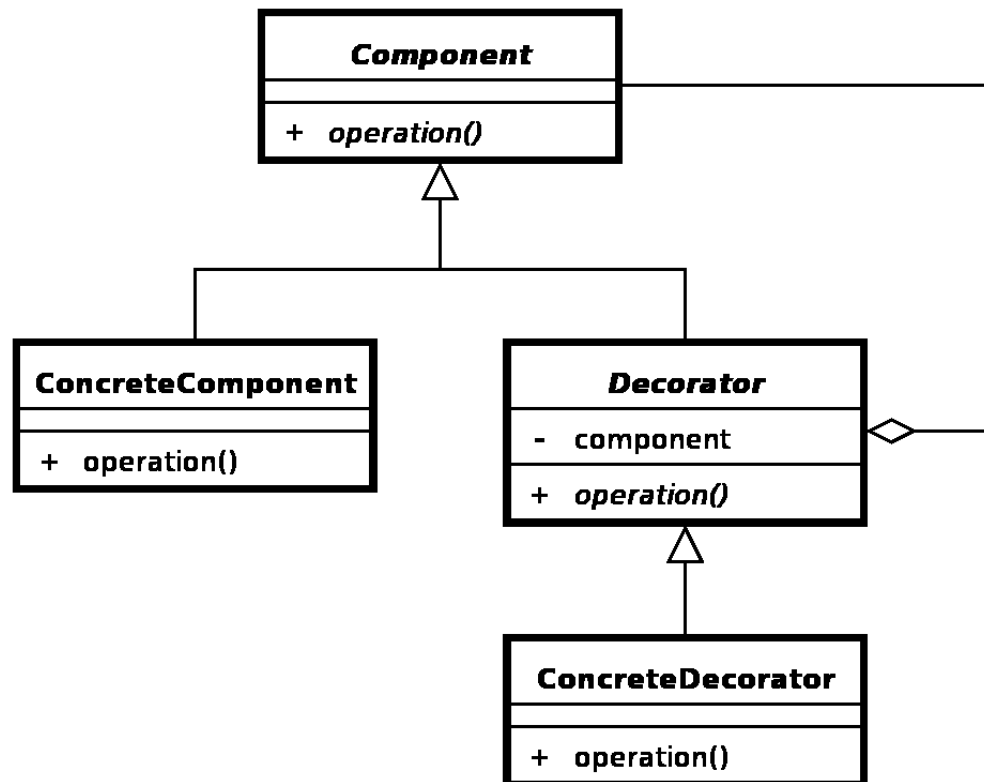 Component
+ operation()
ConcreteComponent
+ operation()
Decorator
- component
+ operation()
ConcreteDecorator
+ operation()